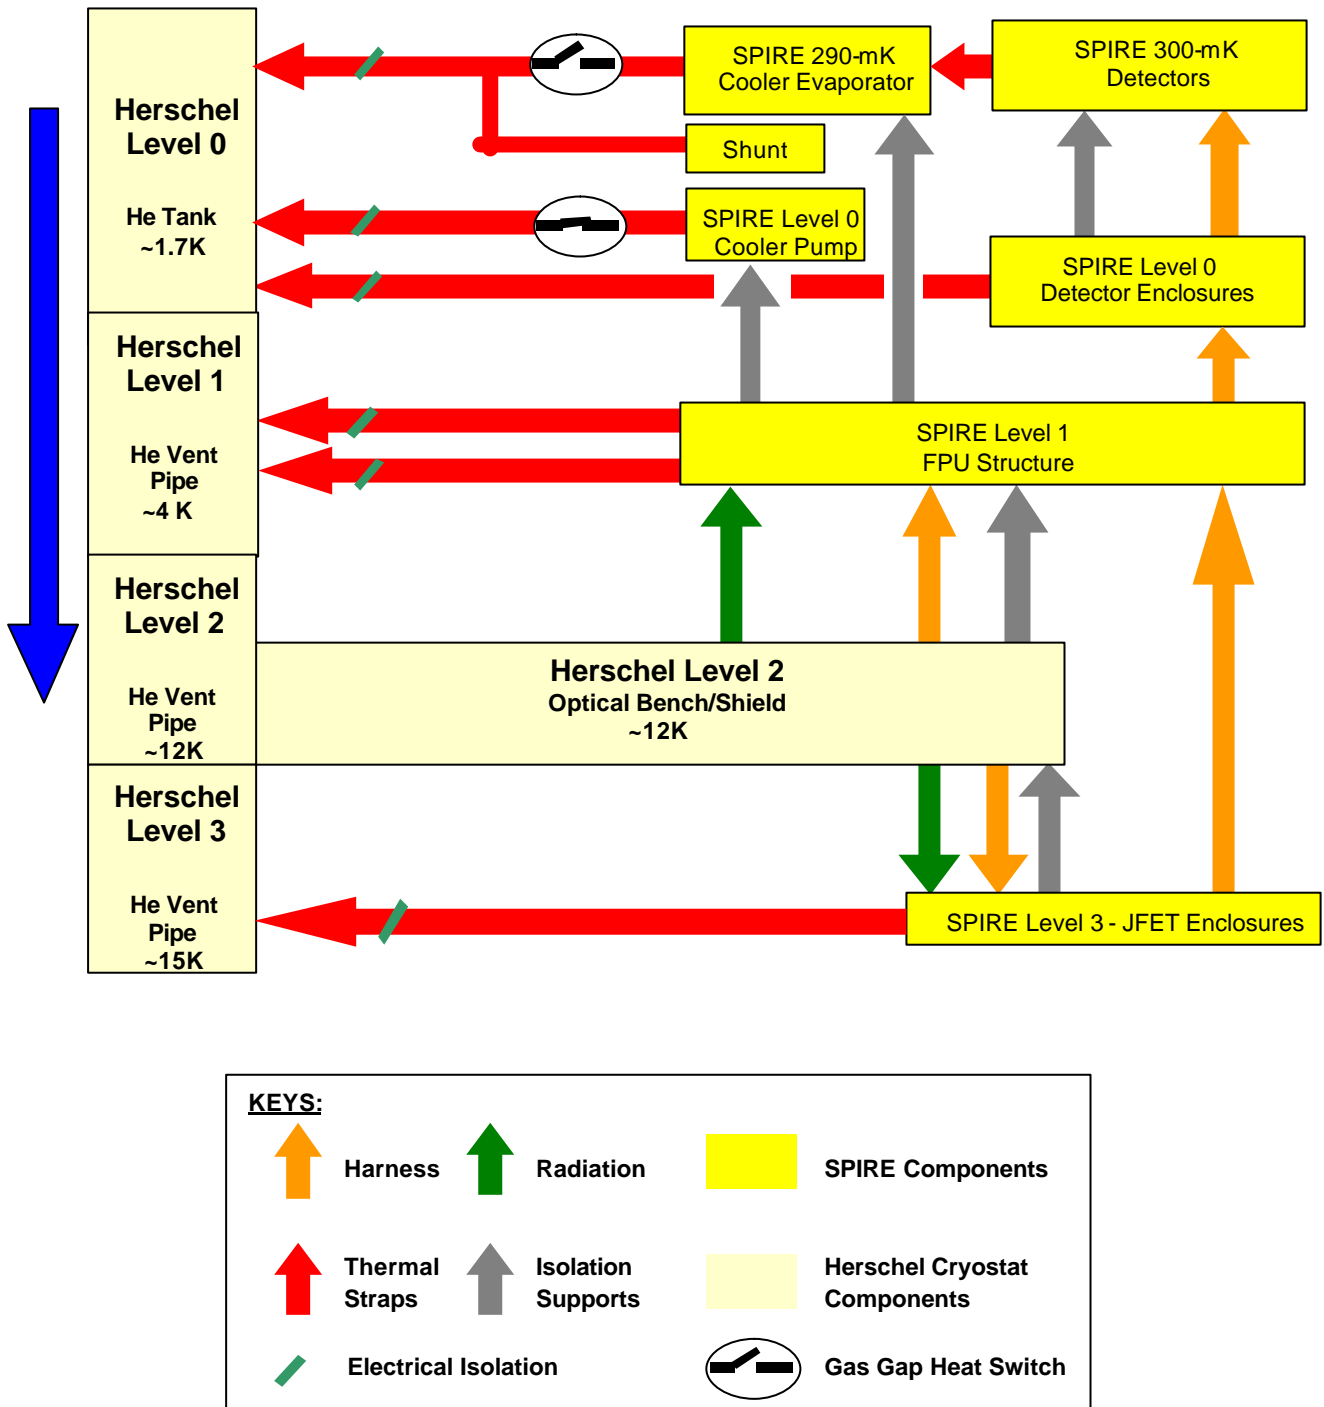 Herschel
Level 0
He Tank
~1.7K
SPIRE 290-mK
Cooler Evaporator
SPIRE 300-mK
Detectors
Shunt
SPIRE Level 0
Cooler Pump
SPIRE Level 0
Detector Enclosures
Herschel
Level 1
He Vent
Pipe
~4 K
SPIRE Level 1
FPU Structure
Herschel
Level 2
He Vent
Pipe
~12K
Herschel Level 2
Optical Bench/Shield
~12K
Herschel
Level 3
He Vent
Pipe
~15K
SPIRE Level 3 - JFET Enclosures
KEYS:
Harness
Radiation
SPIRE Components
Thermal
Straps
Isolation
Supports
Herschel Cryostat
Components
Electrical Isolation
Gas Gap Heat Switch